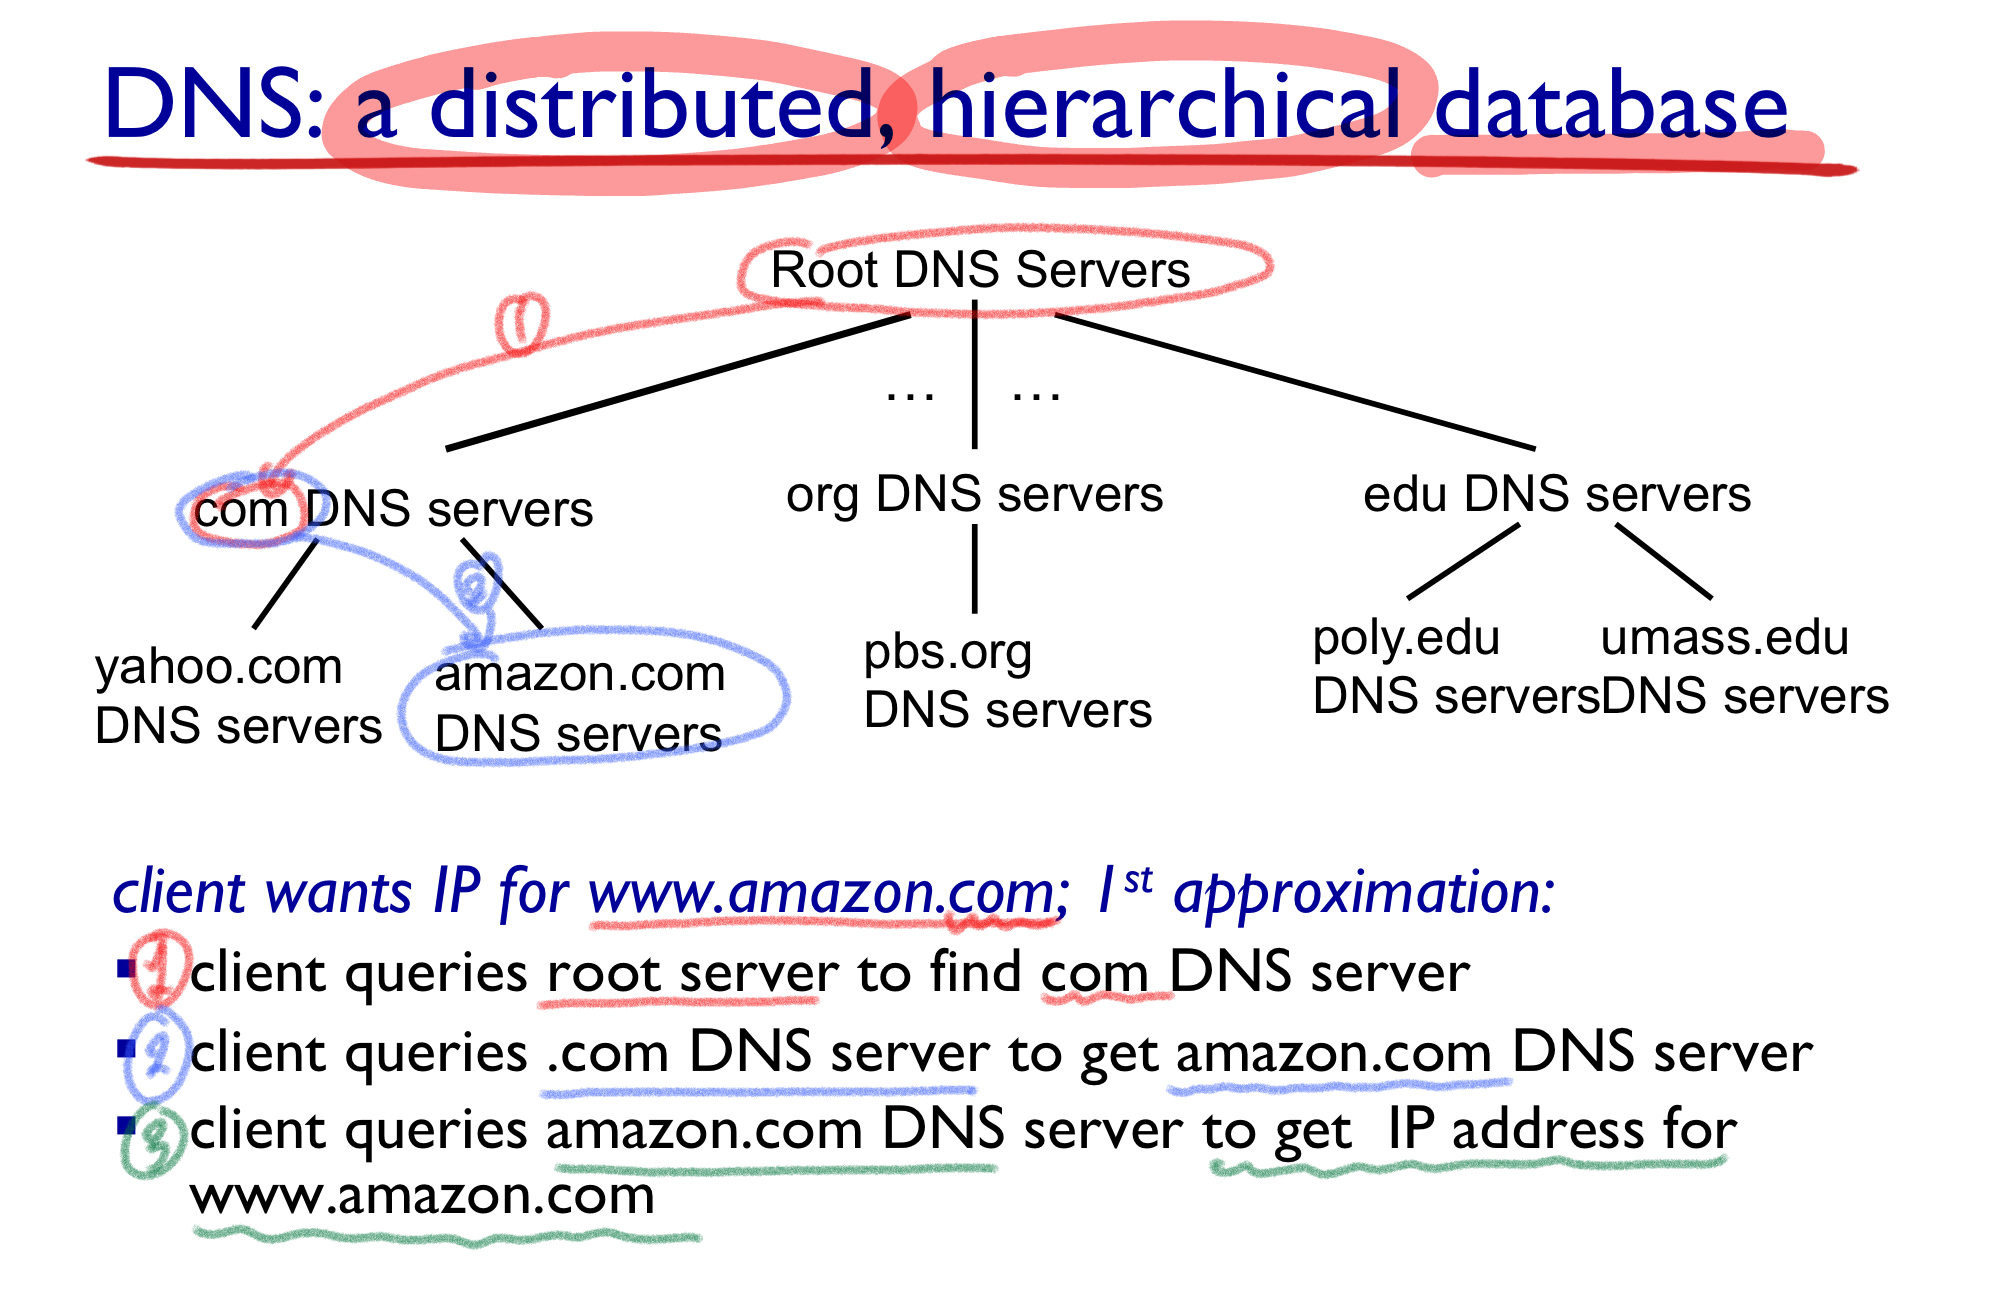 DNS: a distributed, hierarchical database
Root DNS Servers
1
… …
com DNS servers
org DNS servers
edu DNS servers
2
yahoo.com
DNS servers
amazon.com
DNS servers
pbs.org
DNS servers
poly.edu
DNS servers
umass.edu
DNS servers
client wants IP for www.amazon.com; 1st approximation:
1 client queries root server to find com DNS server
2 client queries .com DNS server to get amazon.com DNS server
3 client queries amazon.com DNS server to get IP address for
www.amazon.com